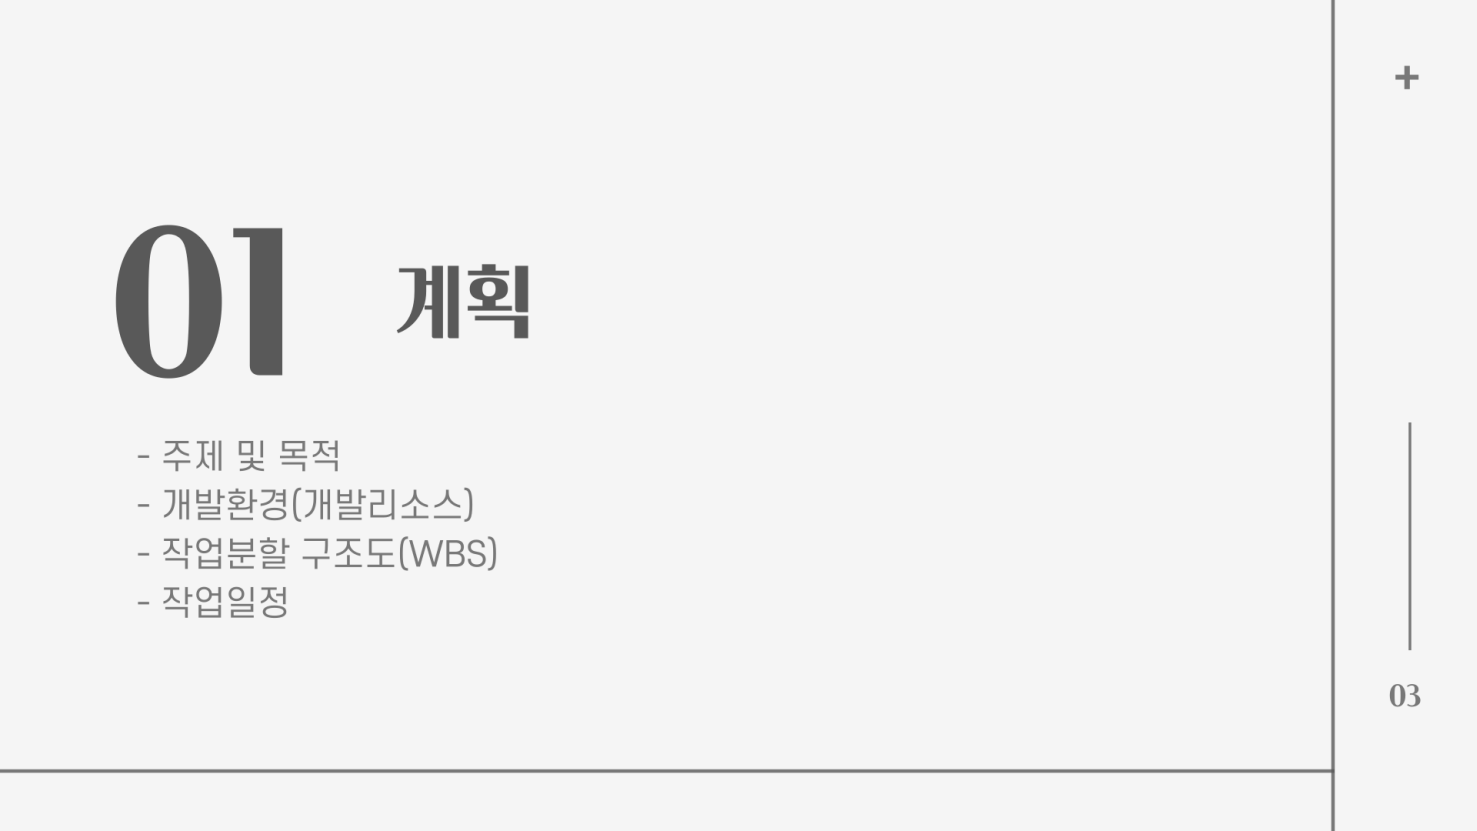 01 계획
- 주제 및 목적
- 개발환경(개발리소스)
- 작업분할 구조도(WBS)
- 작업일정
+
03